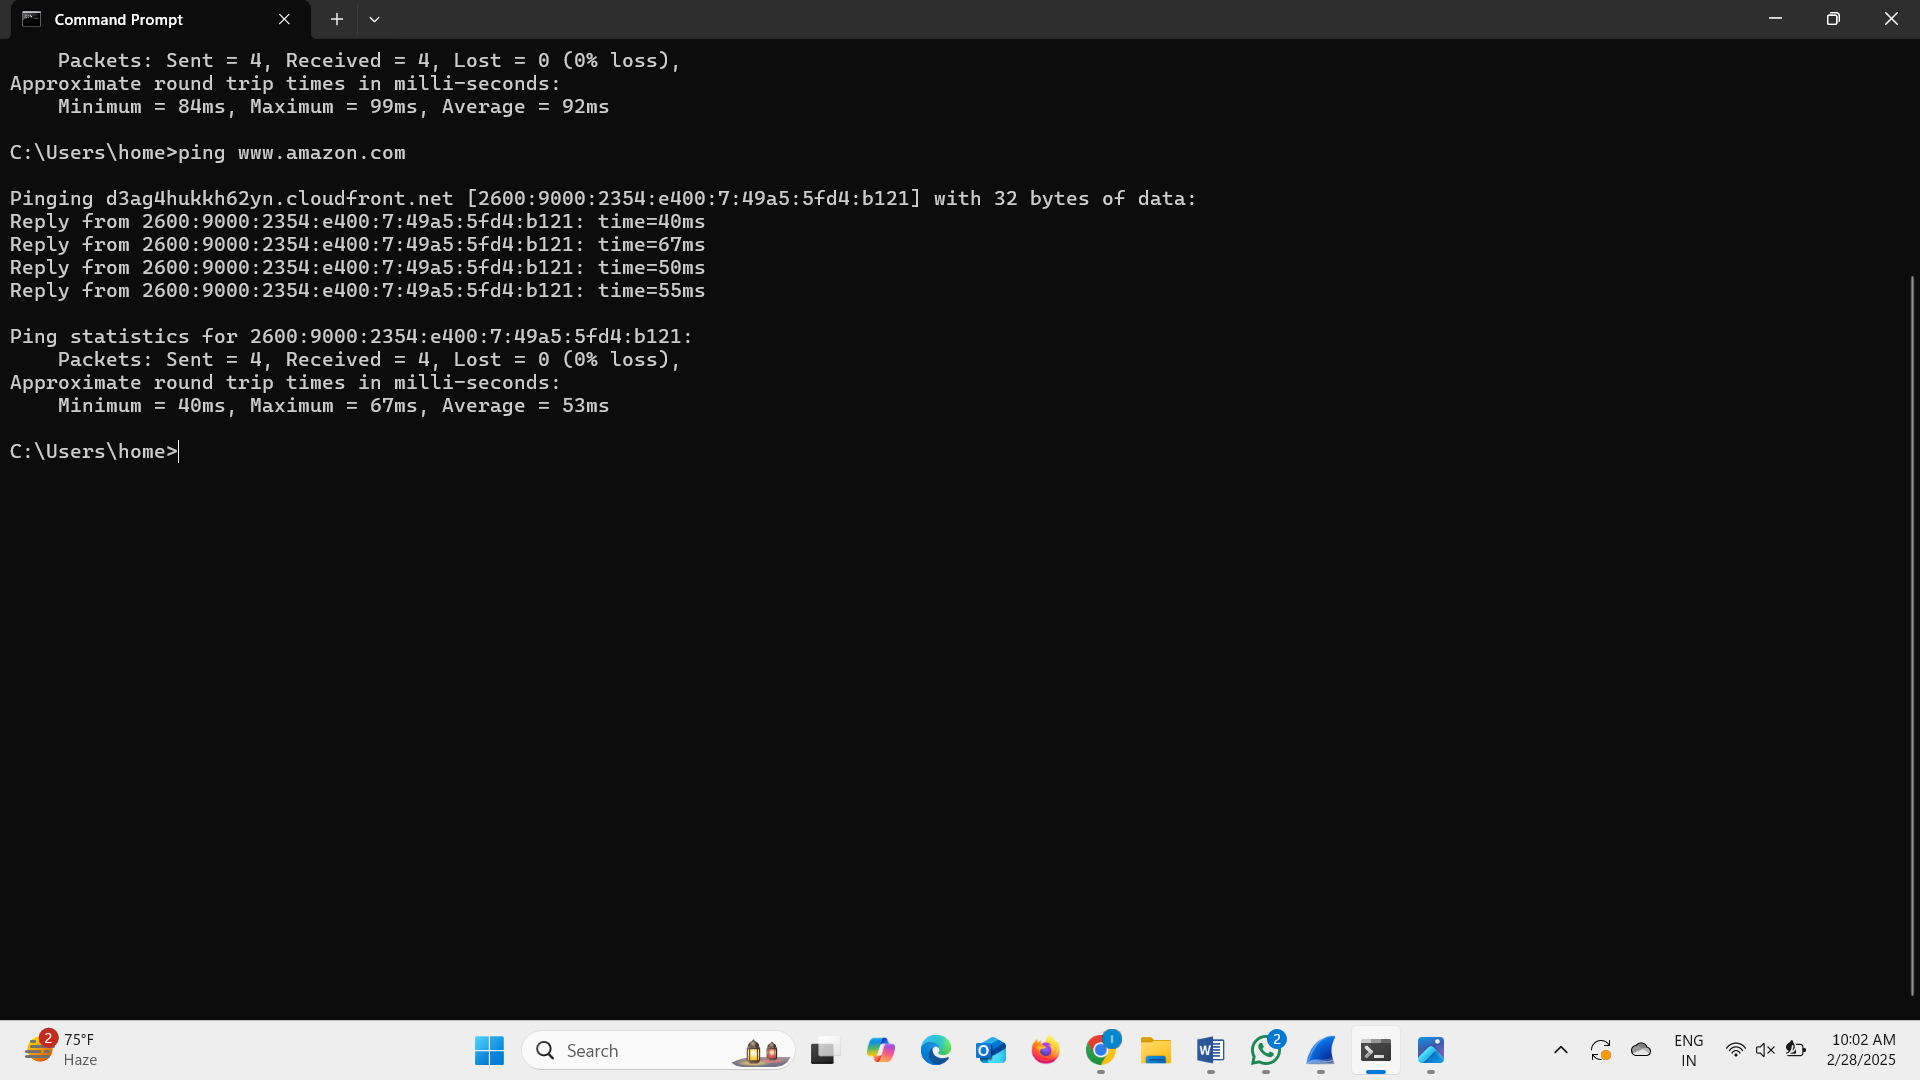 Command Prompt
    Packets: Sent = 4, Received = 4, Lost = 0 (0% loss),
Approximate round trip times in milli-seconds:
    Minimum = 84ms, Maximum = 99ms, Average = 92ms
C:\Users\home>ping www.amazon.com
Pinging d3ag4hukkh62yn.cloudfront.net [2600:9000:2354:e400:7:49a5:5fd4:b121] with 32 bytes of data:
Reply from 2600:9000:2354:e400:7:49a5:5fd4:b121: time=40ms
Reply from 2600:9000:2354:e400:7:49a5:5fd4:b121: time=67ms
Reply from 2600:9000:2354:e400:7:49a5:5fd4:b121: time=50ms
Reply from 2600:9000:2354:e400:7:49a5:5fd4:b121: time=55ms
Ping statistics for 2600:9000:2354:e400:7:49a5:5fd4:b121:
    Packets: Sent = 4, Received = 4, Lost = 0 (0% loss),
Approximate round trip times in milli-seconds:
    Minimum = 40ms, Maximum = 67ms, Average = 53ms
C:\Users\home>
2
75°F
Haze
Search
2
ENG
IN
10:02 AM
2/28/2025